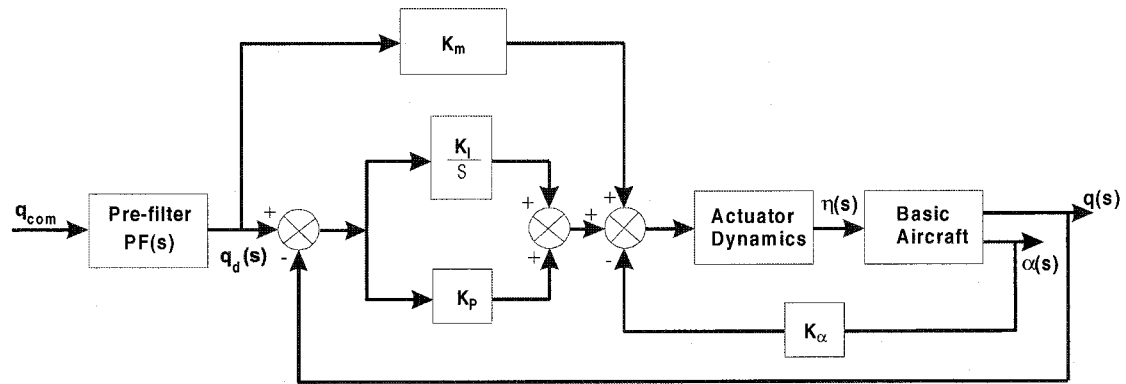 K_m
K_I
S
q_com
Pre-filter
PF(s)
+
-
q_d(s)
K_P
+
+
+
+
-
Actuator
Dynamics
η(s)
Basic
Aircraft
q(s)
α(s)
K_α